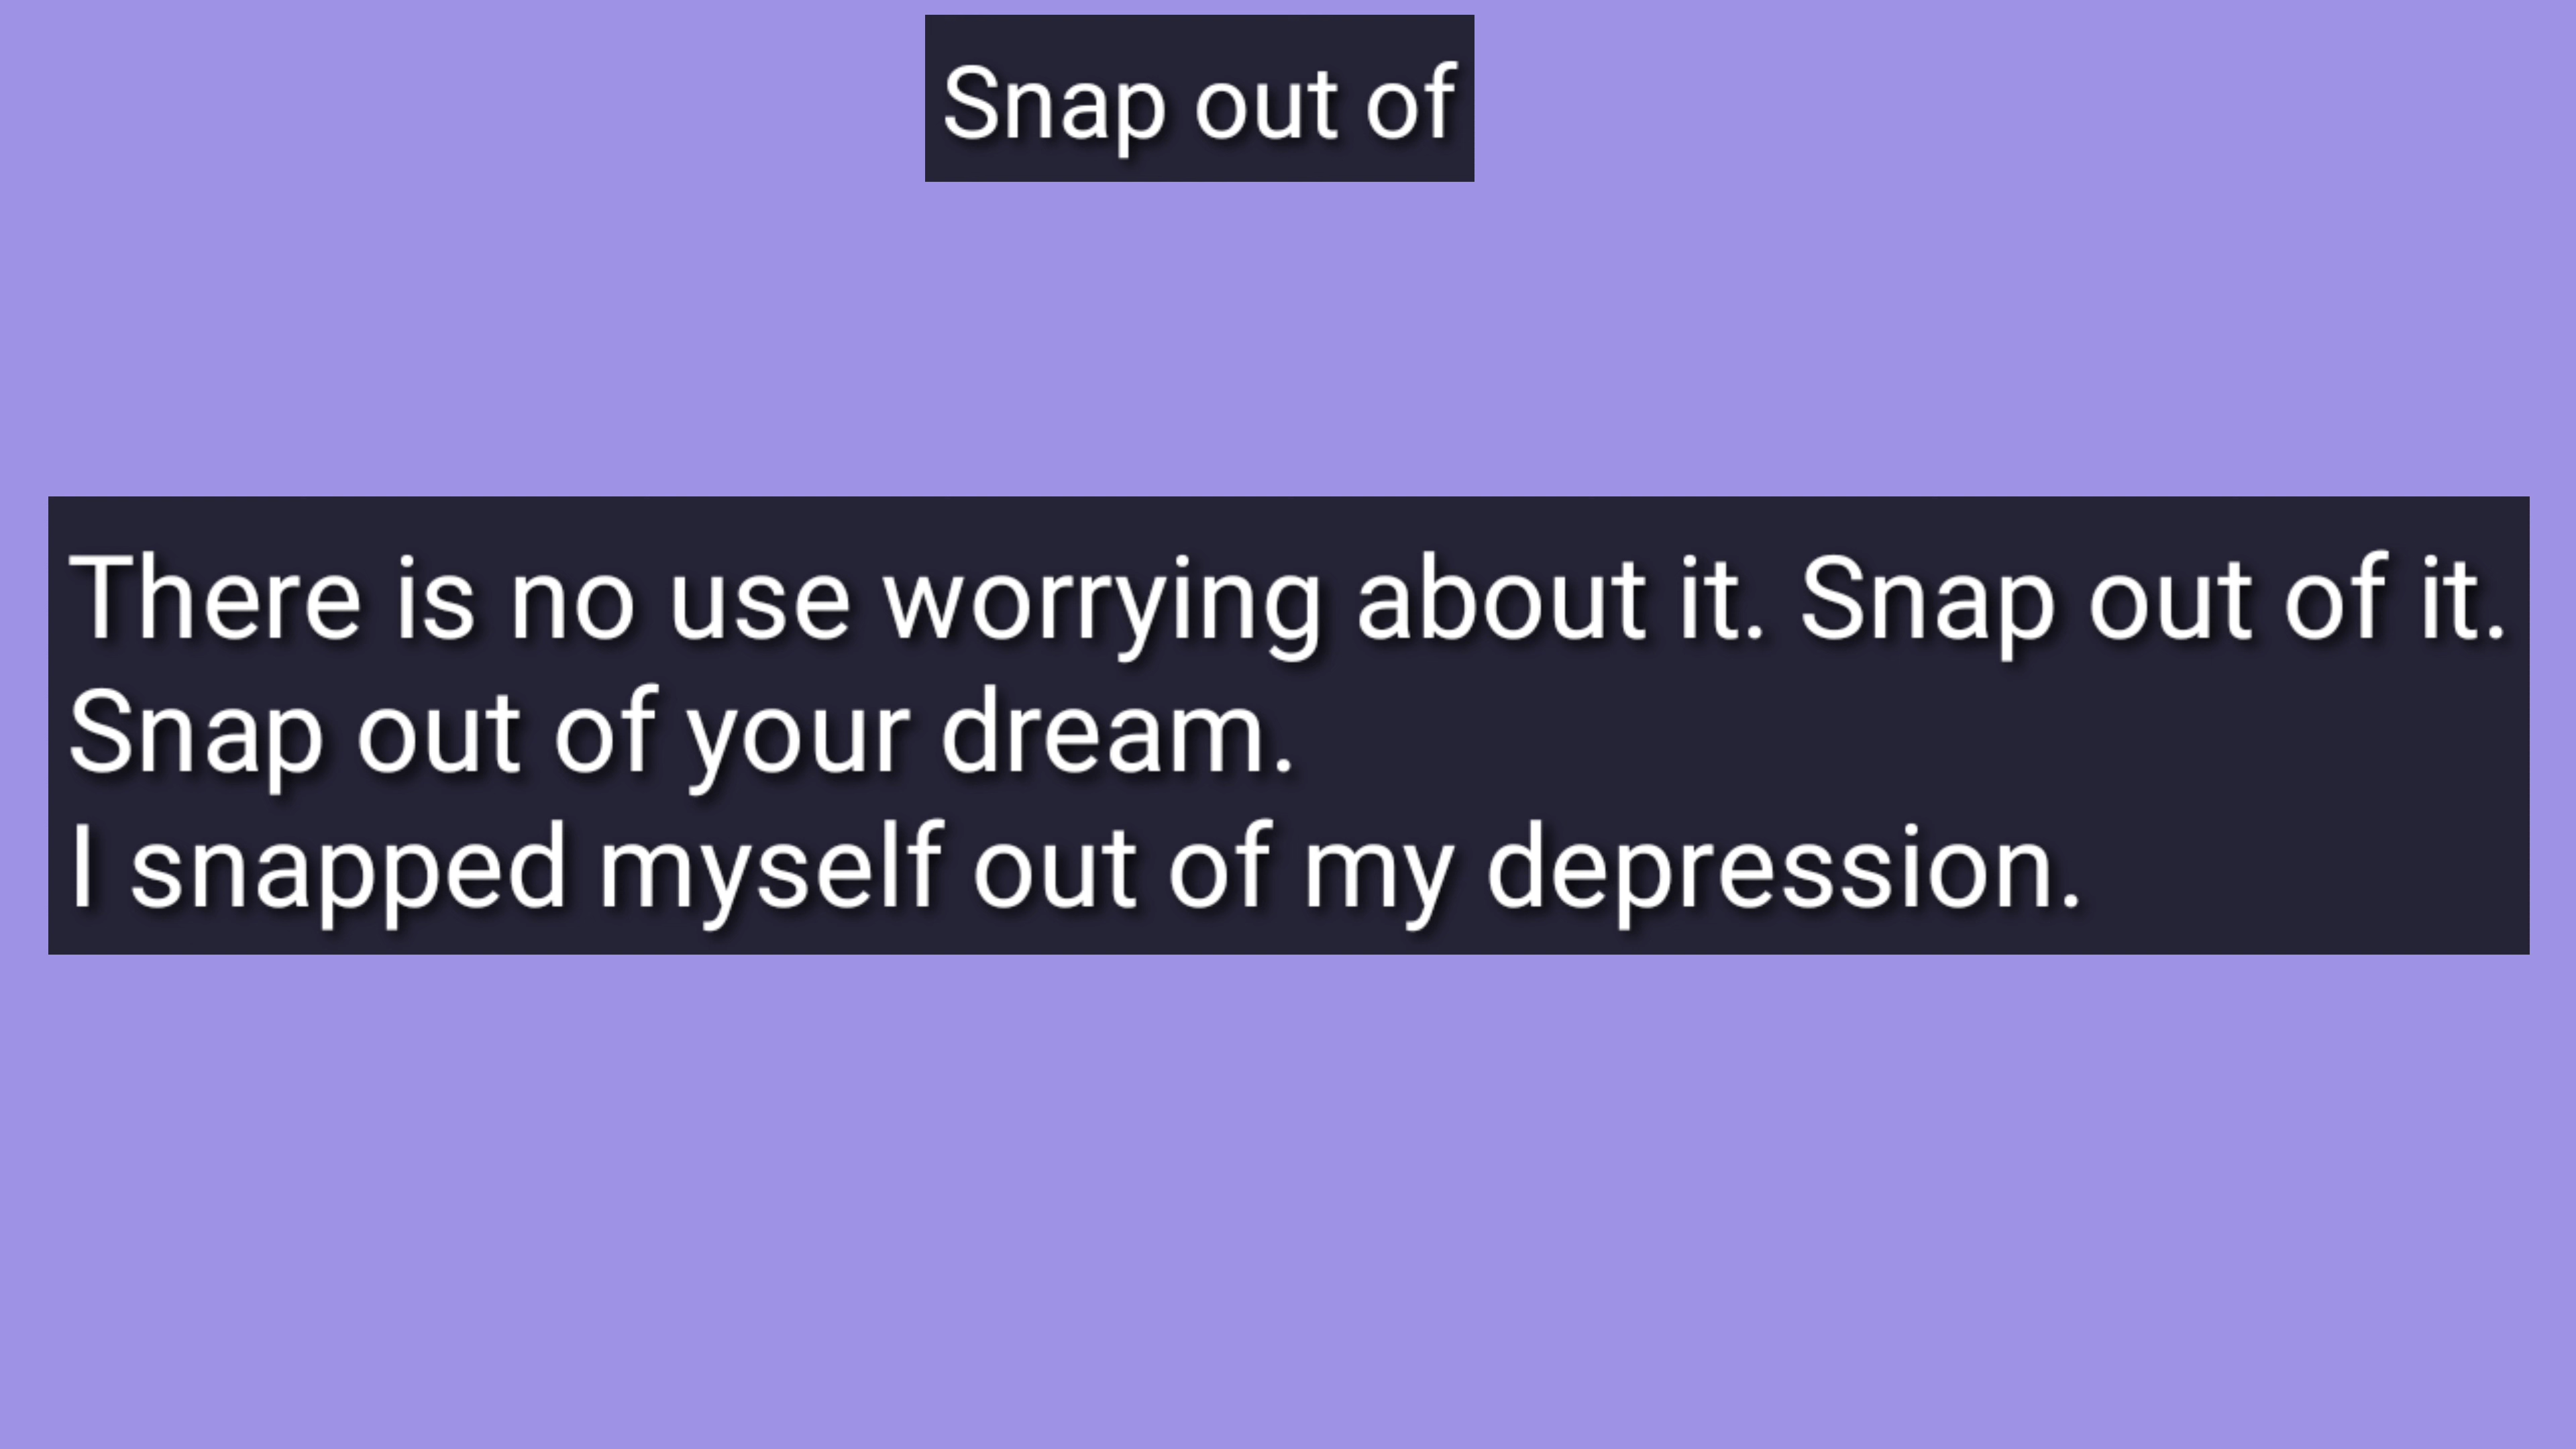 Snap out of
There is no use worrying about it. Snap out of it.
Snap out of your dream.
I snapped myself out of my depression.